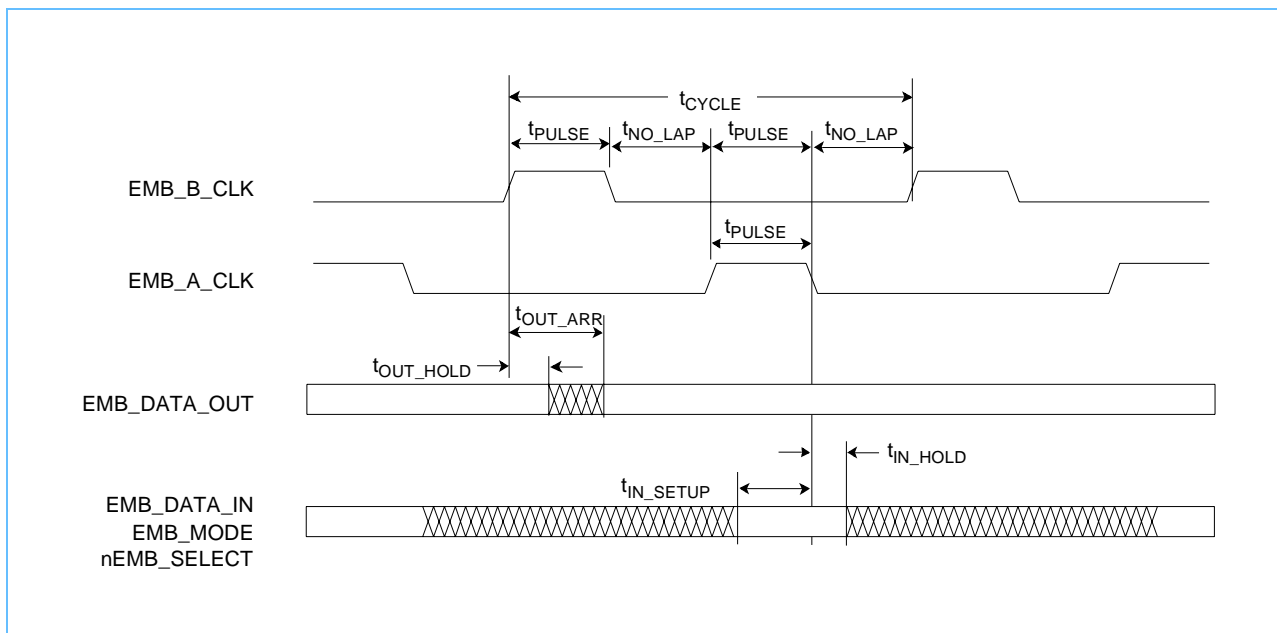 tCYCLE
tPULSE tNO_LAP tPULSE tNO_LAP
EMB_B_CLK
tPULSE
EMB_A_CLK
tOUT_ARR
tOUT_HOLD
EMB_DATA_OUT
tIN_HOLD
tIN_SETUP
EMB_DATA_IN
EMB_MODE
nEMB_SELECT